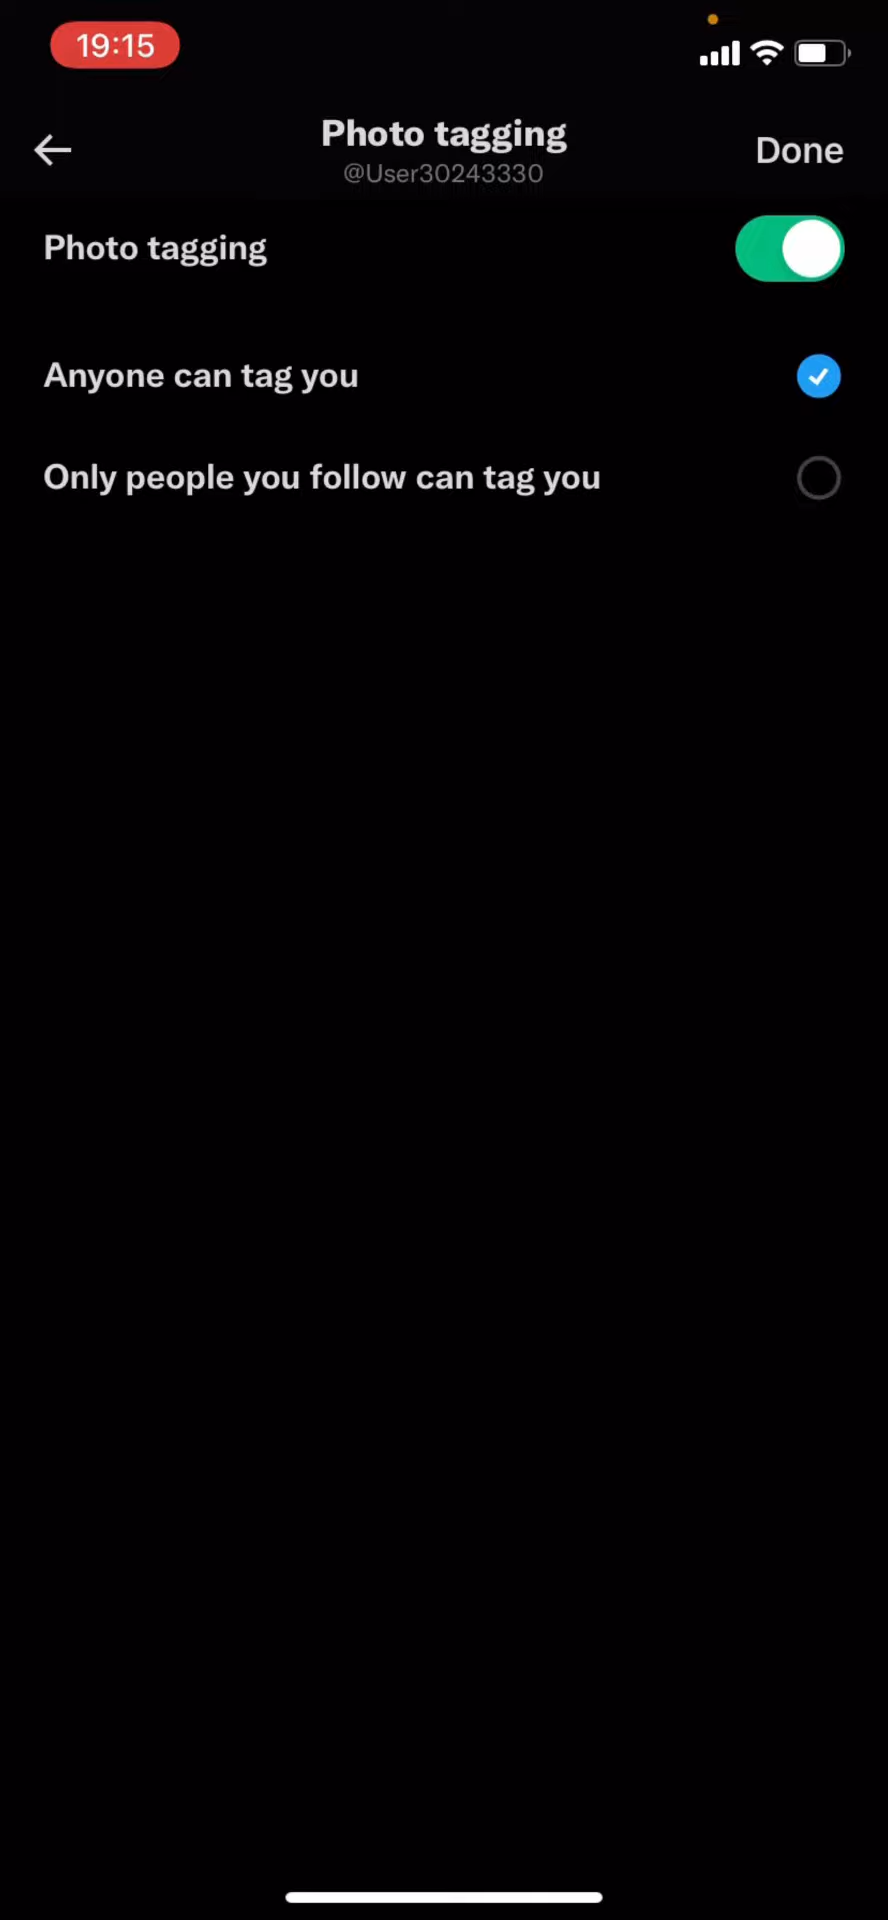 19:15
Photo tagging
@User30243330
Done
Photo tagging
Anyone can tag you
Only people you follow can tag you